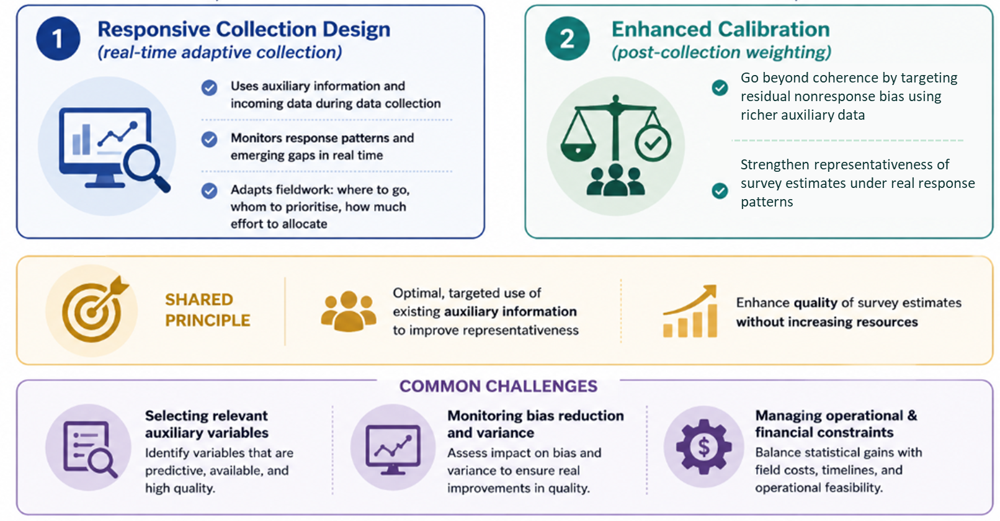 1
Responsive Collection Design
(real-time adaptive collection)
Uses auxiliary information and
incoming data during data collection
Monitors response patterns and
emerging gaps in real time
Adapts fieldwork: where to go,
whom to prioritise, how much
effort to allocate
2
Enhanced Calibration
(post-collection weighting)
Go beyond coherence by targeting
residual nonresponse bias using
richer auxiliary data
Strengthen representativeness of
survey estimates under real response
patterns
SHARED
PRINCIPLE
Optimal, targeted use of
existing auxiliary information
to improve representativeness
Enhance quality of survey estimates
without increasing resources
COMMON CHALLENGES
Selecting relevant
auxiliary variables
Identify variables that are
predictive, available, and
high quality.
Monitoring bias reduction
and variance
Assess impact on bias and
variance to ensure real
improvements in quality.
$
Managing operational &
financial constraints
Balance statistical gains with
field costs, timelines, and
operational feasibility.